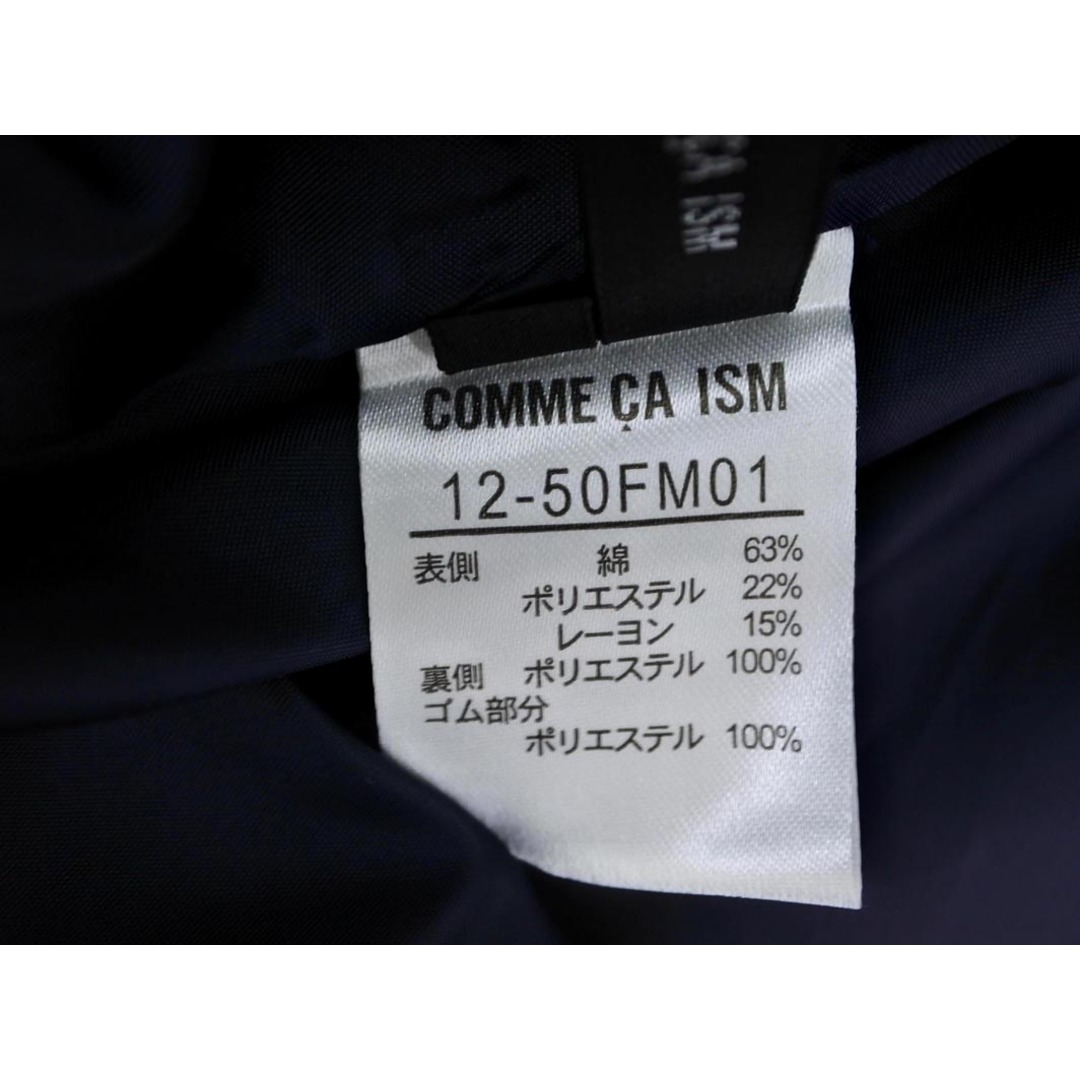 ÇA ISM
COMME ÇA ISM
12-50FM01
表側 綿 63%
ポリエステル 22%
レーヨン 15%
裏側 ポリエステル 100%
ゴム部分
ポリエステル 100%